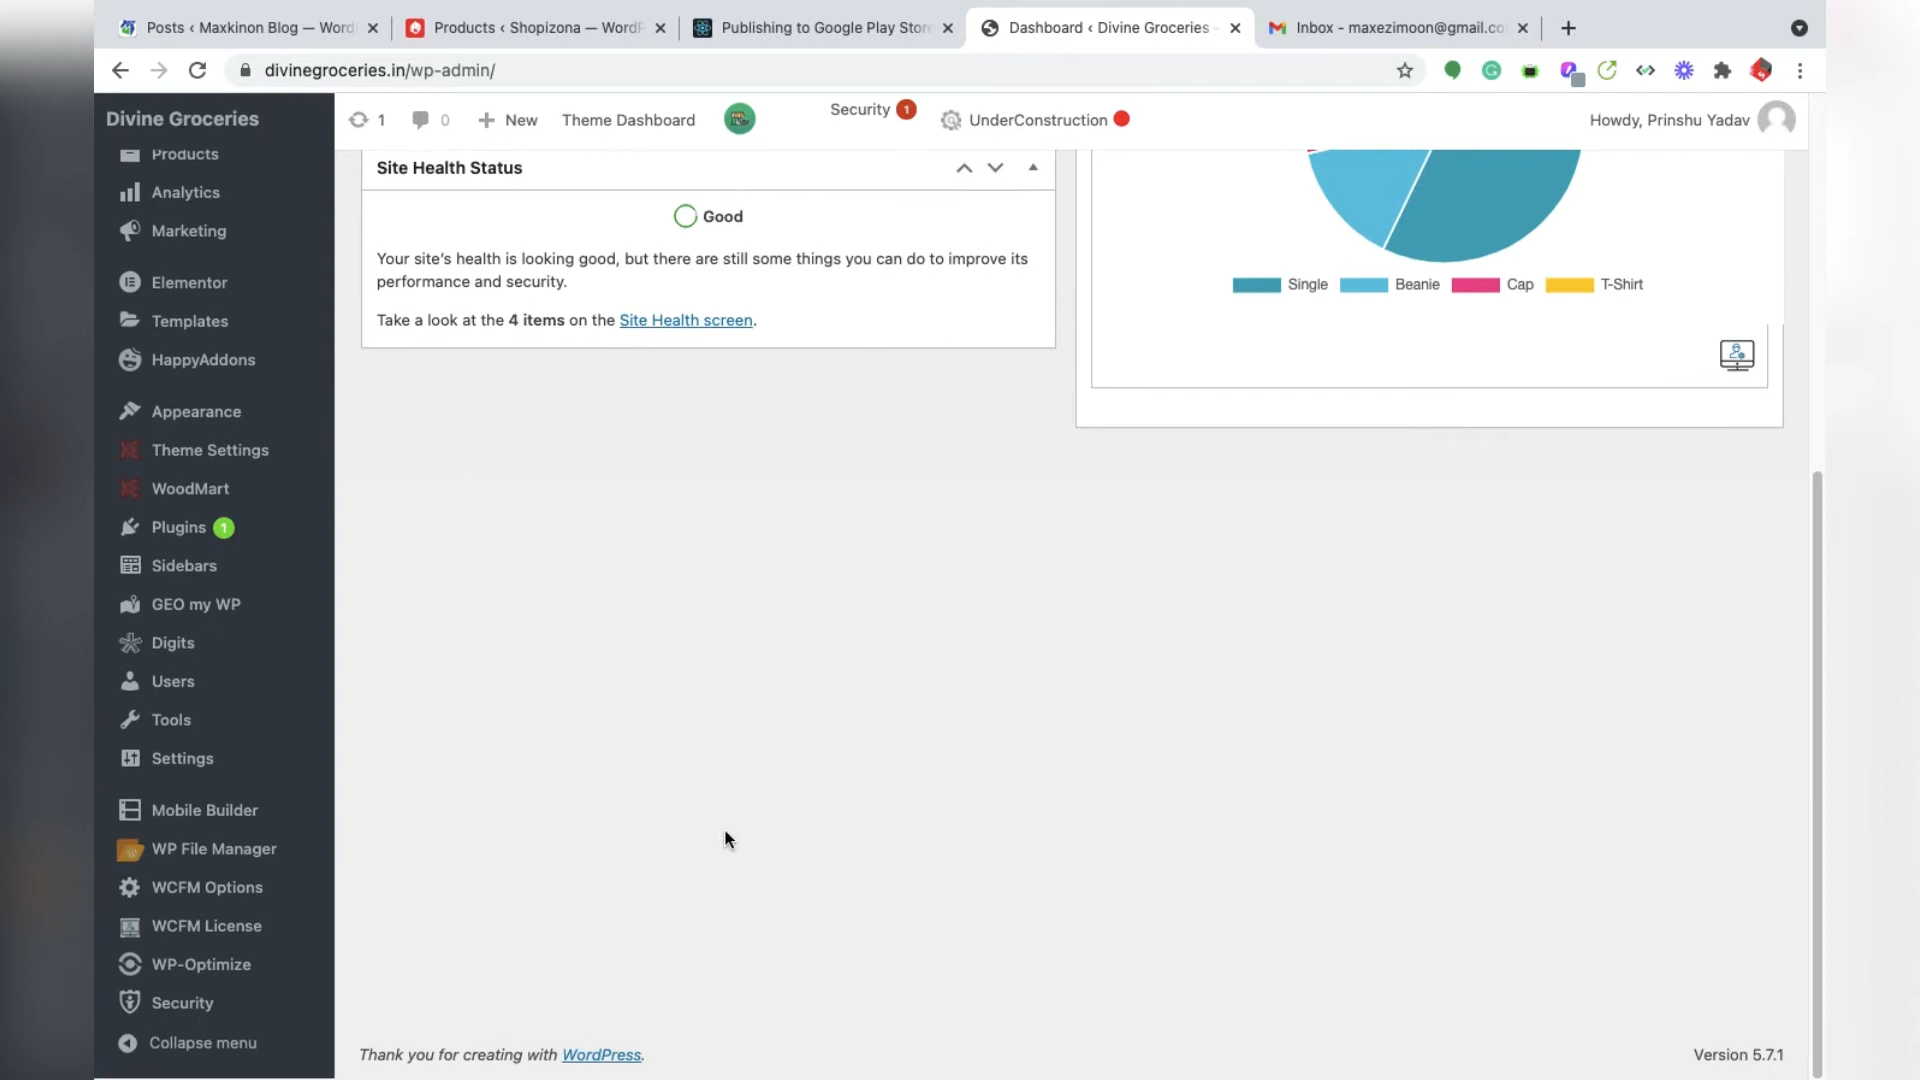 Posts ‹ Maxkinon Blog — Word
Products ‹ Shopizona — WordP
Publishing to Google Play Store
Dashboard ‹ Divine Groceries -
Inbox - maxezimoon@gmail.co
divinegroceries.in/wp-admin/
Divine Groceries
1
0
New
Theme Dashboard
Security 1
UnderConstruction
Howdy, Prinshu Yadav
Products
Analytics
Marketing
Elementor
Templates
HappyAddons
Appearance
Theme Settings
WoodMart
Plugins 1
Sidebars
GEO my WP
Digits
Users
Tools
Settings
Mobile Builder
WP File Manager
WCFM Options
WCFM License
WP-Optimize
Security
Collapse menu
Site Health Status
Good
Your site's health is looking good, but there are still some things you can do to improve its
performance and security.
Take a look at the 4 items on the Site Health screen.
Single Beanie Cap T-Shirt
Thank you for creating with WordPress.
Version 5.7.1